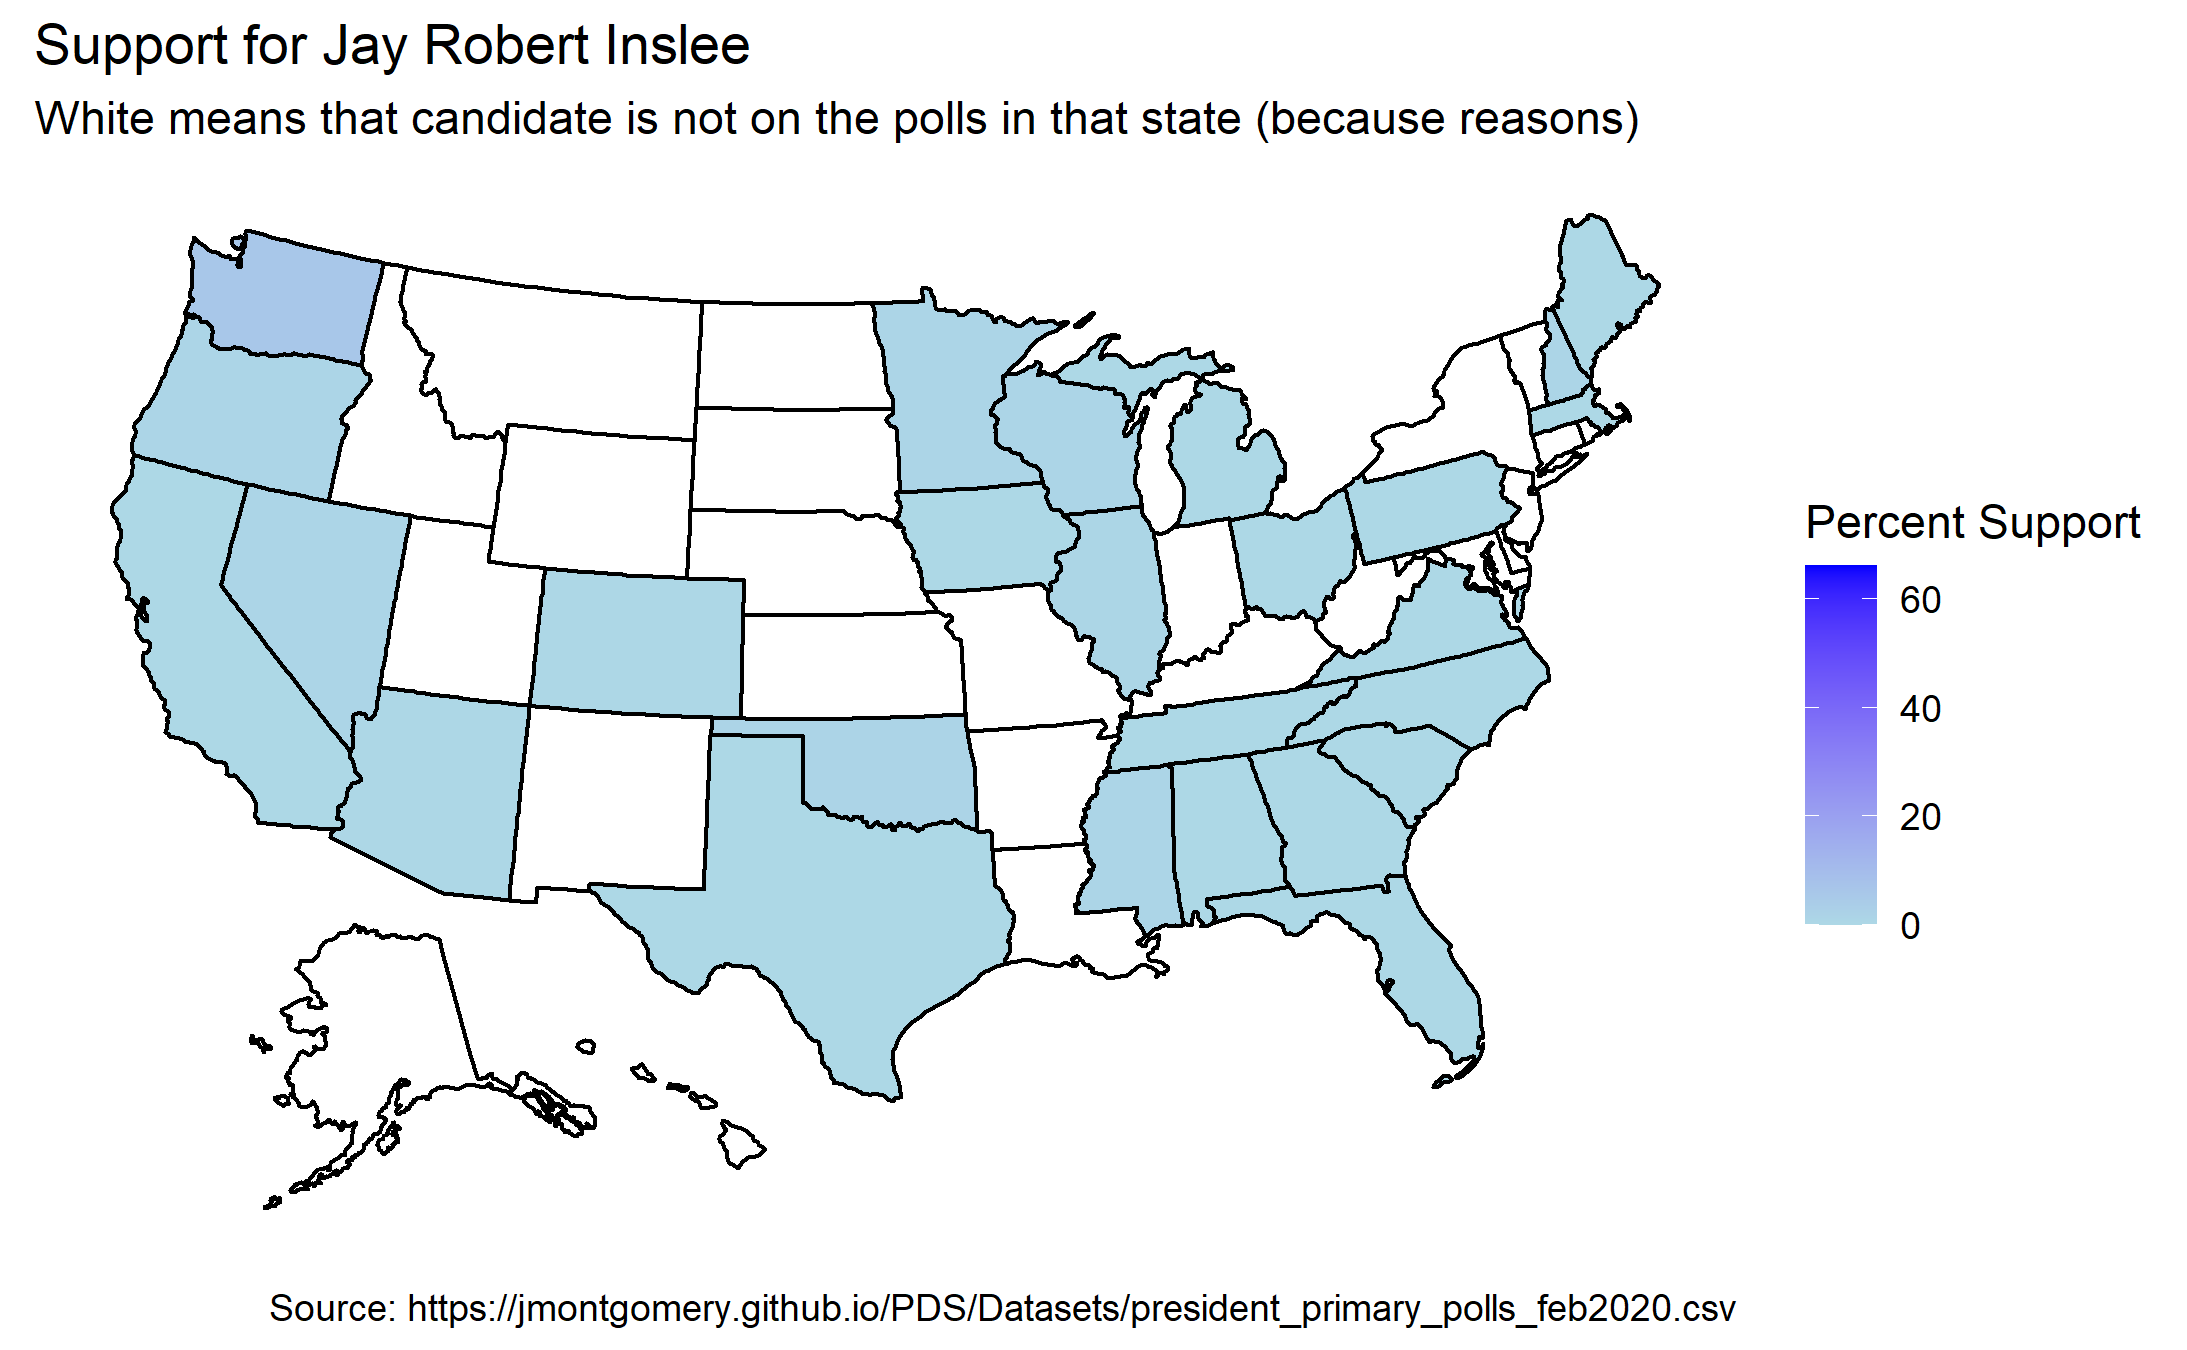 Support for Jay Robert Inslee
White means that candidate is not on the polls in that state (because reasons)
Percent Support
60
40
20
0
Source: https://jmontgomery.github.io/PDS/Datasets/president_primary_polls_feb2020.csv